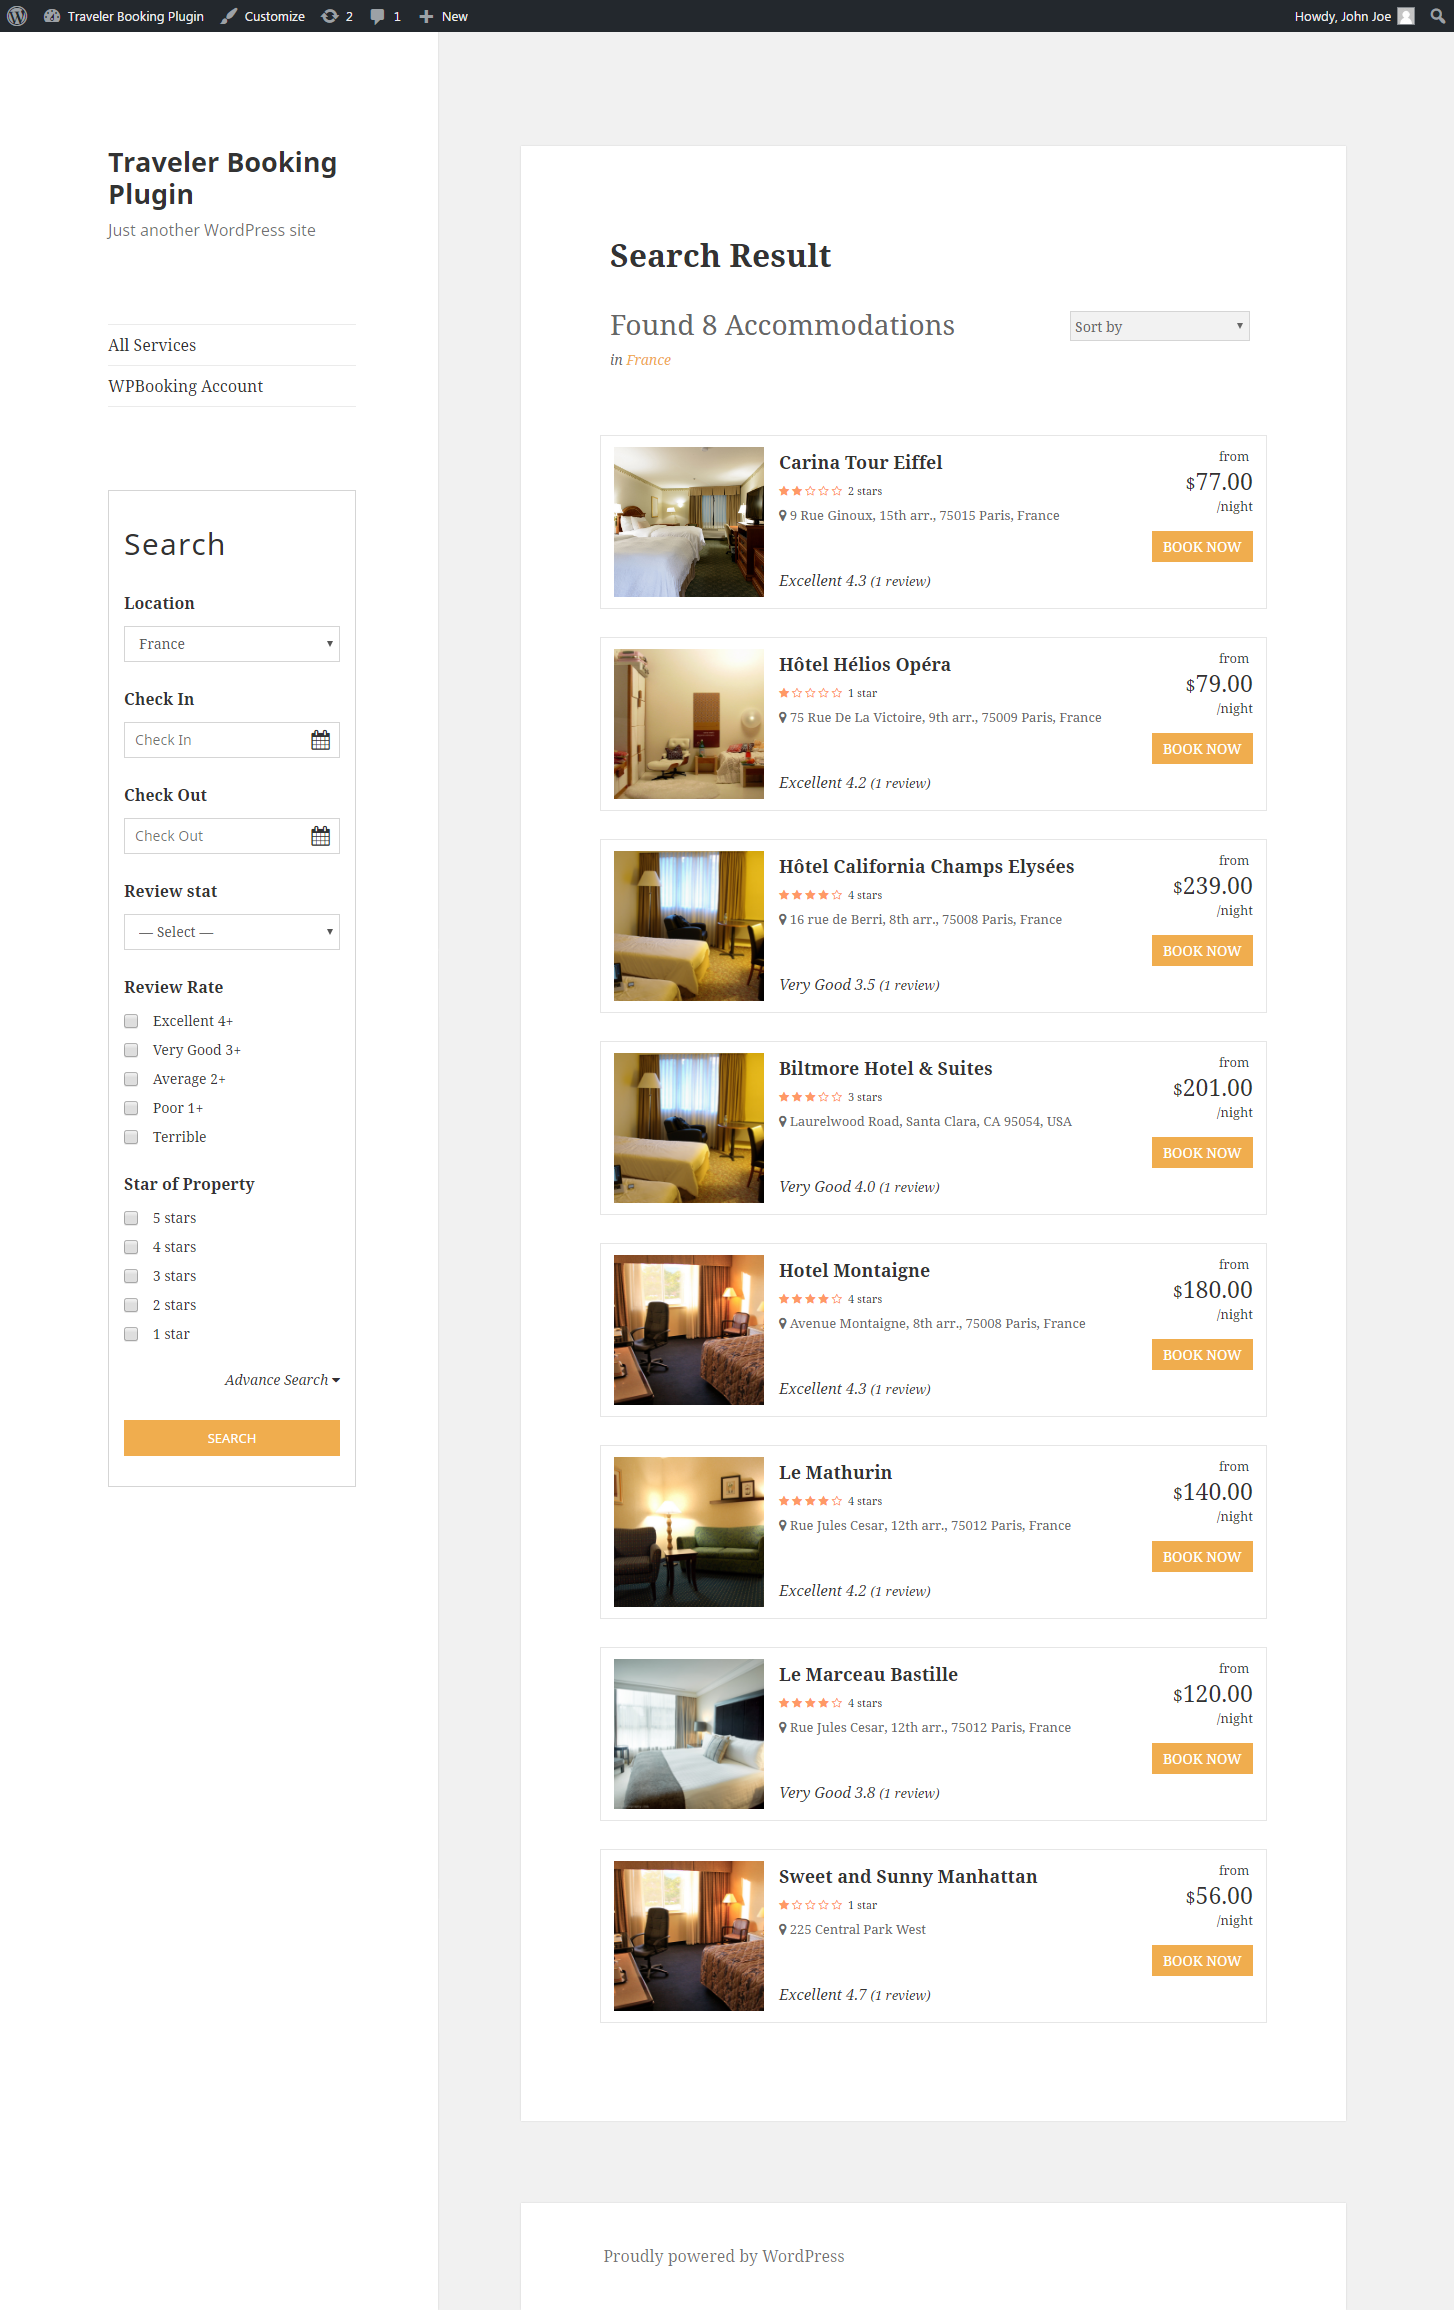 Traveler Booking Plugin Customize 2 1 New Howdy, John Joe
Traveler Booking
Plugin
Just another WordPress site
All Services
WPBooking Account
Search
Location
France
Check In
Check In
Check Out
Check Out
Review stat
— Select —
Review Rate
Excellent 4+
Very Good 3+
Average 2+
Poor 1+
Terrible
Star of Property
5 stars
4 stars
3 stars
2 stars
1 star
Advance Search
SEARCH
Search Result
Found 8 Accommodations
Sort by
in France
Carina Tour Eiffel
2 stars
9 Rue Ginoux, 15th arr., 75015 Paris, France
Excellent 4.3 (1 review)
from
$77.00
/night
BOOK NOW
Hôtel Hélios Opéra
1 star
75 Rue De La Victoire, 9th arr., 75009 Paris, France
Excellent 4.2 (1 review)
from
$79.00
/night
BOOK NOW
Hôtel California Champs Elysées
4 stars
16 rue de Berri, 8th arr., 75008 Paris, France
Very Good 3.5 (1 review)
from
$239.00
/night
BOOK NOW
Biltmore Hotel & Suites
3 stars
Laurelwood Road, Santa Clara, CA 95054, USA
Very Good 4.0 (1 review)
from
$201.00
/night
BOOK NOW
Hotel Montaigne
4 stars
Avenue Montaigne, 8th arr., 75008 Paris, France
Excellent 4.3 (1 review)
from
$180.00
/night
BOOK NOW
Le Mathurin
4 stars
Rue Jules Cesar, 12th arr., 75012 Paris, France
Excellent 4.2 (1 review)
from
$140.00
/night
BOOK NOW
Le Marceau Bastille
4 stars
Rue Jules Cesar, 12th arr., 75012 Paris, France
Very Good 3.8 (1 review)
from
$120.00
/night
BOOK NOW
Sweet and Sunny Manhattan
1 star
225 Central Park West
Excellent 4.7 (1 review)
from
$56.00
/night
BOOK NOW
Proudly powered by WordPress